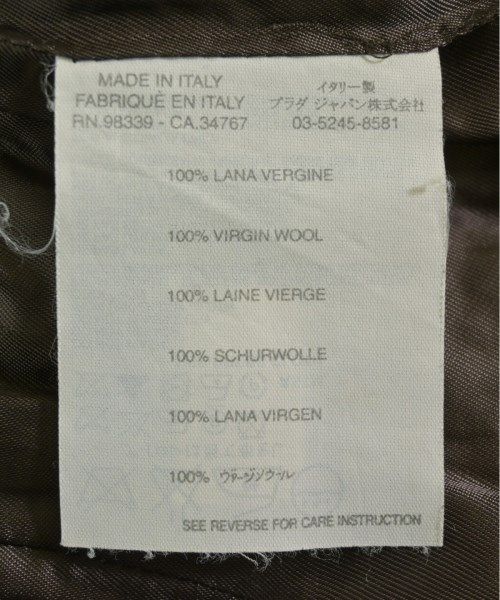 MADE IN ITALY
FABRIQUÉ EN ITALY
RN.98339 - CA.34767
イタリー製
プラダ ジャパン株式会社
03-5245-8581
100% LANA VERGINE
100% VIRGIN WOOL
100% LAINE VIERGE
100% SCHURWOLLE
100% LANA VIRGEN
100% ヴァージンウール
SEE REVERSE FOR CARE INSTRUCTION